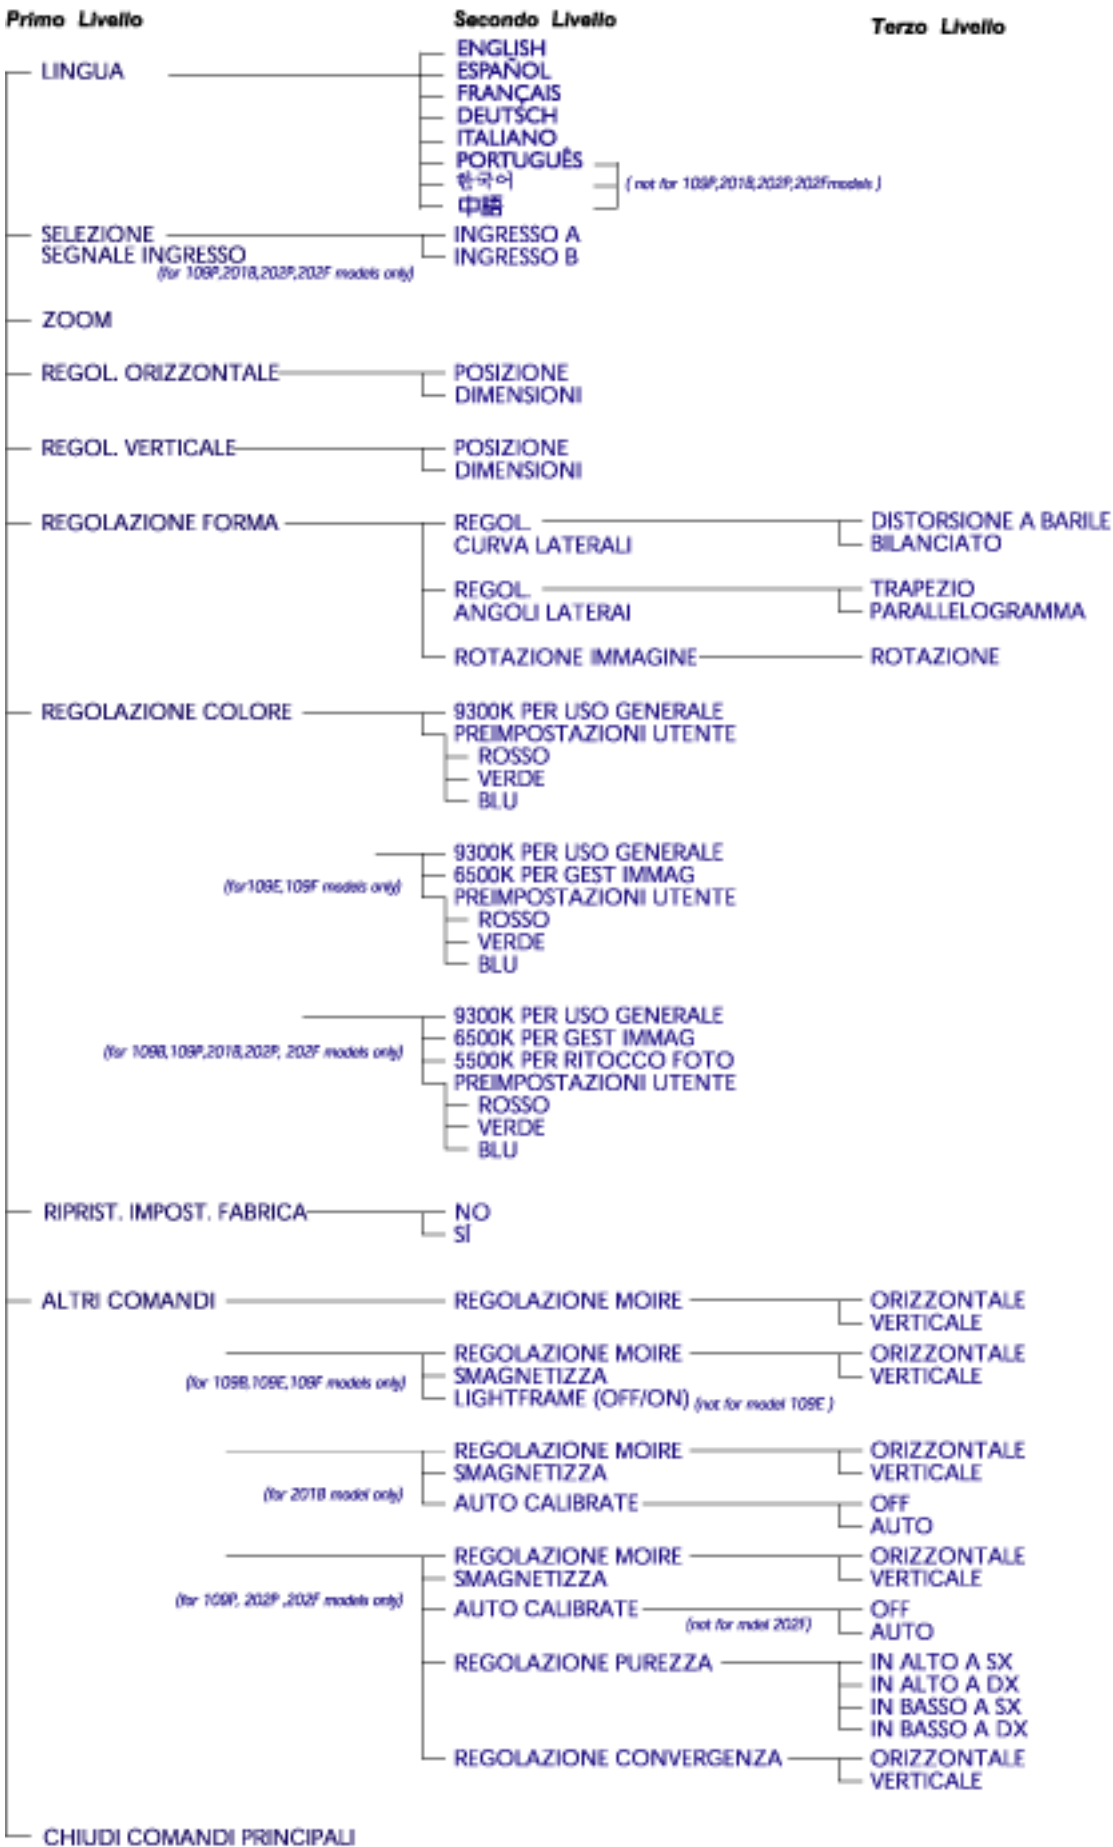 Primo Livello
Secondo Livello
Terzo Livello
LINGUA
ENGLISH
ESPAÑOL
FRANÇAIS
DEUTSCH
ITALIANO
PORTUGUÊS
한국어
中語
( not for 109P,201B,202P,202Fmodels )
SELEZIONE
SEGNALE INGRESSO
(for 109P,201B,202P,202F models only)
INGRESSO A
INGRESSO B
ZOOM
REGOL. ORIZZONTALE
POSIZIONE
DIMENSIONI
REGOL. VERTICALE
POSIZIONE
DIMENSIONI
REGOLAZIONE FORMA
REGOL.
CURVA LATERALI
DISTORSIONE A BARILE
BILANCIATO
REGOL.
ANGOLI LATERAI
TRAPEZIO
PARALLELOGRAMMA
ROTAZIONE IMMAGINE
ROTAZIONE
REGOLAZIONE COLORE
9300K PER USO GENERALE
PREIMPOSTAZIONI UTENTE
ROSSO
VERDE
BLU
(for109E,109F models only)
9300K PER USO GENERALE
6500K PER GEST IMMAG
PREIMPOSTAZIONI UTENTE
ROSSO
VERDE
BLU
(for 109B,109P,201B,202P, 202F models only)
9300K PER USO GENERALE
6500K PER GEST IMMAG
5500K PER RITOCCO FOTO
PREIMPOSTAZIONI UTENTE
ROSSO
VERDE
BLU
RIPRIST. IMPOST. FABRICA
NO
SÍ
ALTRI COMANDI
REGOLAZIONE MOIRE
ORIZZONTALE
VERTICALE
(for 109B,109E,109F models only)
REGOLAZIONE MOIRE
ORIZZONTALE
VERTICALE
SMAGNETIZZA
LIGHTFRAME (OFF/ON) (not for model 109E )
(for 201B model only)
REGOLAZIONE MOIRE
ORIZZONTALE
VERTICALE
SMAGNETIZZA
AUTO CALIBRATE
OFF
AUTO
(for 109P, 202P ,202F models only)
REGOLAZIONE MOIRE
ORIZZONTALE
VERTICALE
SMAGNETIZZA
AUTO CALIBRATE
(not for mdel 202F)
OFF
AUTO
REGOLAZIONE PUREZZA
IN ALTO A SX
IN ALTO A DX
IN BASSO A SX
IN BASSO A DX
REGOLAZIONE CONVERGENZA
ORIZZONTALE
VERTICALE
CHIUDI COMANDI PRINCIPALI